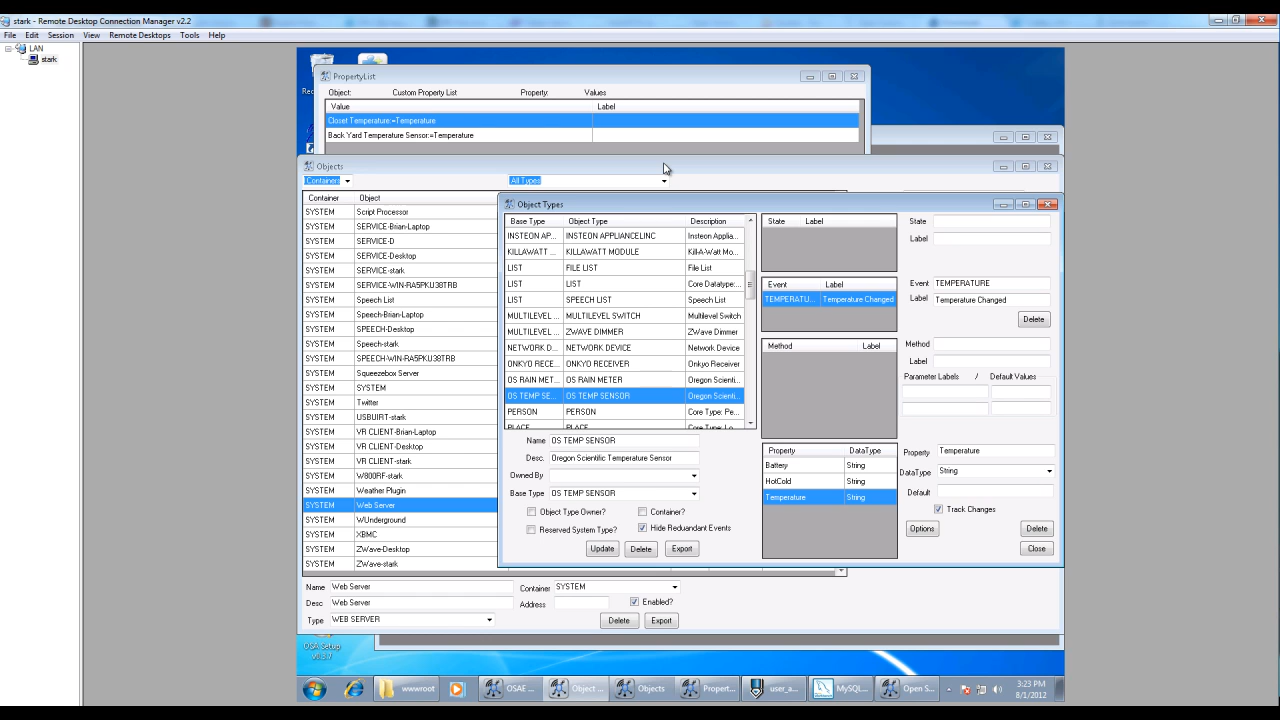 stark - Remote Desktop Connection Manager v2.2
File Edit Session View Remote Desktops Tools Help
LAN
stark
PropertyList
Object: Custom Property List Property: Values
Value Label
Closet Temperature:=Temperature
Back Yard Temperature Sensor:=Temperature
Objects
Containers All Types
Container Object
SYSTEM Script Processor
SYSTEM SERVICE-Brian-Laptop
SYSTEM SERVICE-D
SYSTEM SERVICE-Desktop
SYSTEM SERVICE-stark
SYSTEM SERVICE-WIN-RA5PKU38TRB
SYSTEM Speech List
SYSTEM Speech-Brian-Laptop
SYSTEM SPEECH-Desktop
SYSTEM Speech-stark
SYSTEM SPEECH-WIN-RA5PKU38TRB
SYSTEM Squeezebox Server
SYSTEM SYSTEM
SYSTEM Twitter
SYSTEM USBUIRT-stark
SYSTEM VR CLIENT-Brian-Laptop
SYSTEM VR CLIENT-Desktop
SYSTEM VR CLIENT-stark
SYSTEM W800RF-stark
SYSTEM Weather Plugin
SYSTEM Web Server
SYSTEM WUnderground
SYSTEM XBMC
SYSTEM ZWave-Desktop
SYSTEM ZWave-stark
Name Web Server Container SYSTEM
Desc Web Server Address Enabled?
Type WEB SERVER Delete Export
Object Types
Base Type Object Type Description
INSTEON AP... INSTEON APPLIANCELINC Insteon Applia...
KILLAWATT ... KILLAWATT MODULE Kill-A-Watt Mo...
LIST FILE LIST File List
LIST LIST Core Datatype:...
LIST SPEECH LIST Speech List
MULTILEVEL ... MULTILEVEL SWITCH Multilevel Switch
MULTILEVEL ... ZWAVE DIMMER ZWave Dimmer
NETWORK D... NETWORK DEVICE Network Device
ONKYO RECE... ONKYO RECEIVER Onkyo Receiver
OS RAIN MET... OS RAIN METER Oregon Scienti...
OS TEMP SE... OS TEMP SENSOR Oregon Scienti...
PERSON PERSON Core Type: Pe...
PLACE PLACE Core Type: Lo...
Name OS TEMP SENSOR
Desc. Oregon Scientific Temperature Sensor
Owned By
Base Type OS TEMP SENSOR
Object Type Owner? Container?
Reserved System Type? Hide Reduandant Events
Update Delete Export
State Label
Event Label
TEMPERATU... Temperature Changed
Method Label
Property DataType
Battery String
HotCold String
Temperature String
State
Label
Event TEMPERATURE
Label Temperature Changed
Delete
Method
Label
Parameter Labels / Default Values
Property Temperature
DataType String
Default
Track Changes
Options Delete
Close
OSA Setup
wwwroot OSAE ... Object ... Objects Propert... user_a... MySQL... Open S... 3:23 PM
8/1/2012